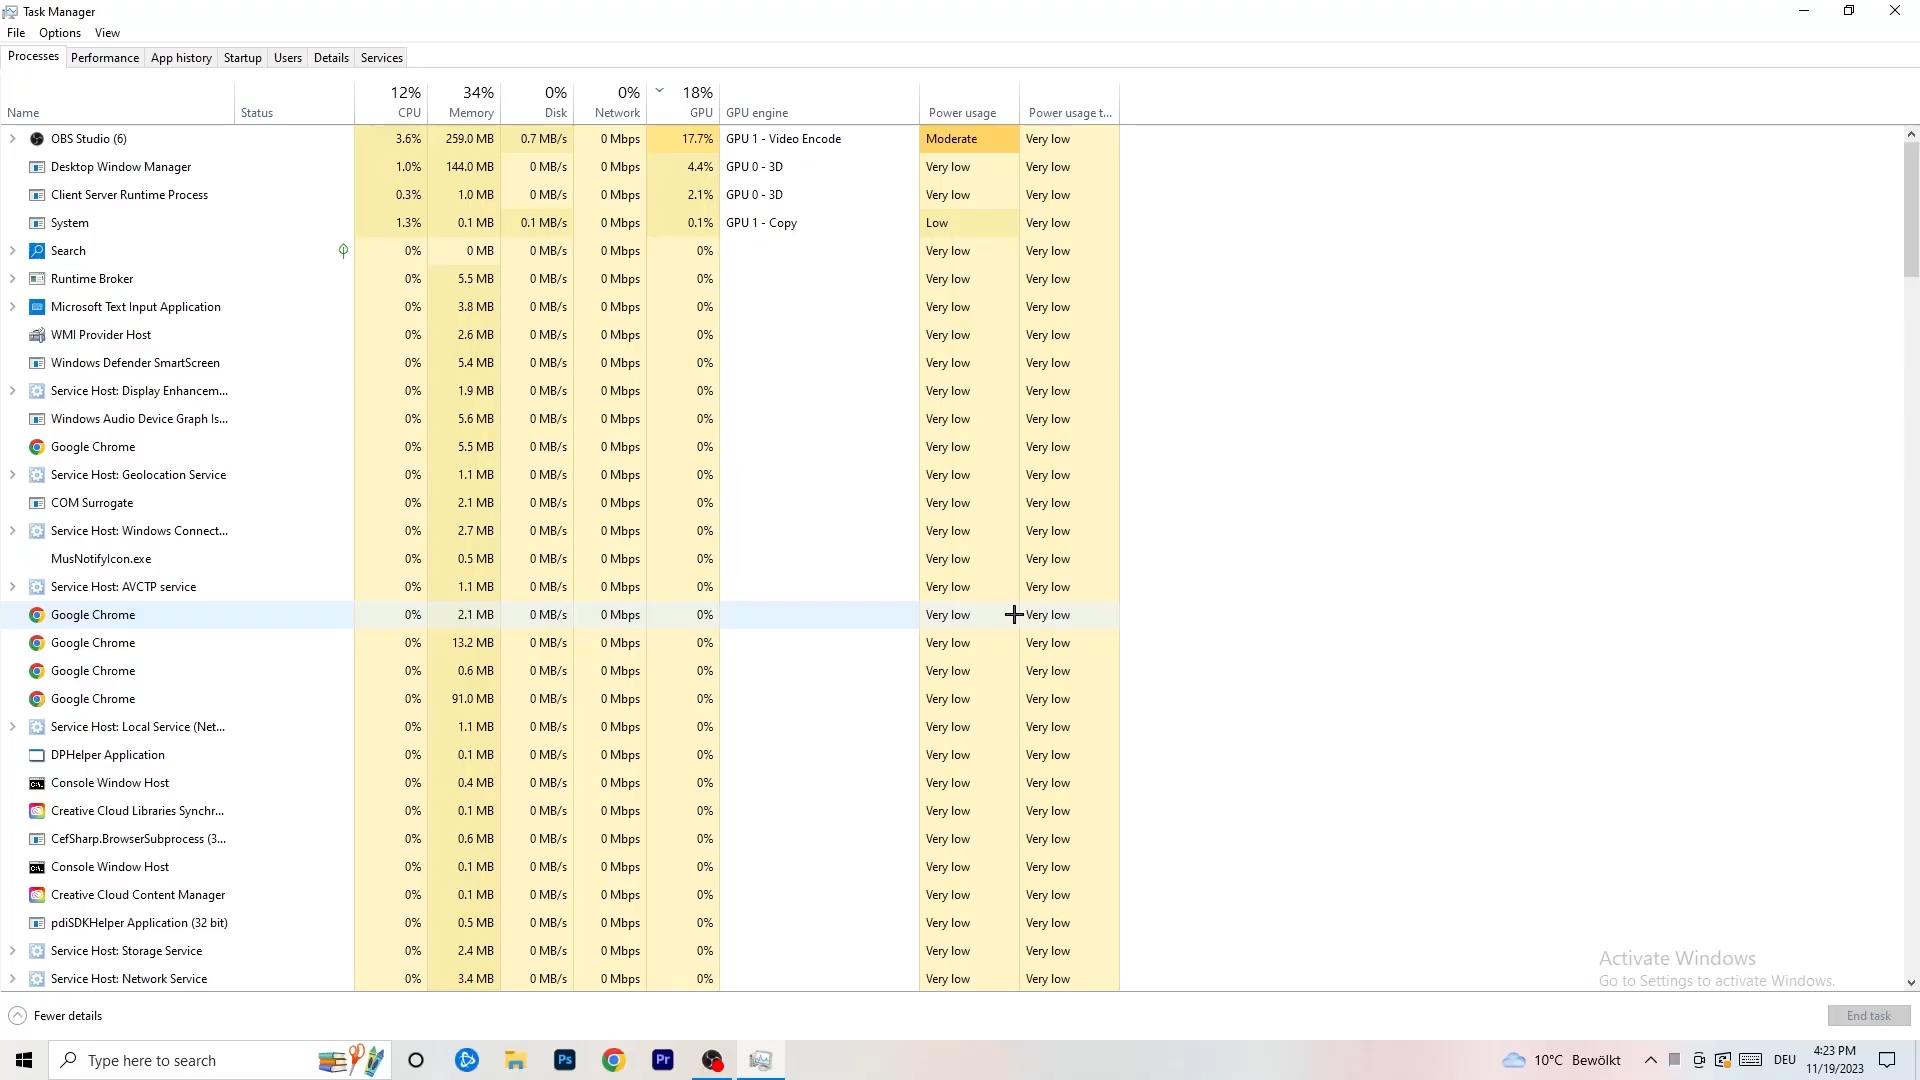 Task Manager
File Options View
Processes Performance App history Startup Users Details Services
12% 34% 0% 0% 18%
Name Status CPU Memory Disk Network GPU GPU engine Power usage Power usage t...
OBS Studio (6) 3.6% 259.0 MB 0.7 MB/s 0 Mbps 17.7% GPU 1 - Video Encode Moderate Very low
Desktop Window Manager 1.0% 144.0 MB 0 MB/s 0 Mbps 4.4% GPU 0 - 3D Very low Very low
Client Server Runtime Process 0.3% 1.0 MB 0 MB/s 0 Mbps 2.1% GPU 0 - 3D Very low Very low
System 1.3% 0.1 MB 0.1 MB/s 0 Mbps 0.1% GPU 1 - Copy Low Very low
Search 0% 0 MB 0 MB/s 0 Mbps 0% Very low Very low
Runtime Broker 0% 5.5 MB 0 MB/s 0 Mbps 0% Very low Very low
Microsoft Text Input Application 0% 3.8 MB 0 MB/s 0 Mbps 0% Very low Very low
WMI Provider Host 0% 2.6 MB 0 MB/s 0 Mbps 0% Very low Very low
Windows Defender SmartScreen 0% 5.4 MB 0 MB/s 0 Mbps 0% Very low Very low
Service Host: Display Enhancem... 0% 1.9 MB 0 MB/s 0 Mbps 0% Very low Very low
Windows Audio Device Graph Is... 0% 5.6 MB 0 MB/s 0 Mbps 0% Very low Very low
Google Chrome 0% 5.5 MB 0 MB/s 0 Mbps 0% Very low Very low
Service Host: Geolocation Service 0% 1.1 MB 0 MB/s 0 Mbps 0% Very low Very low
COM Surrogate 0% 2.1 MB 0 MB/s 0 Mbps 0% Very low Very low
Service Host: Windows Connect... 0% 2.7 MB 0 MB/s 0 Mbps 0% Very low Very low
MusNotifyIcon.exe 0% 0.5 MB 0 MB/s 0 Mbps 0% Very low Very low
Service Host: AVCTP service 0% 1.1 MB 0 MB/s 0 Mbps 0% Very low Very low
Google Chrome 0% 2.1 MB 0 MB/s 0 Mbps 0% Very low Very low
Google Chrome 0% 13.2 MB 0 MB/s 0 Mbps 0% Very low Very low
Google Chrome 0% 0.6 MB 0 MB/s 0 Mbps 0% Very low Very low
Google Chrome 0% 91.0 MB 0 MB/s 0 Mbps 0% Very low Very low
Service Host: Local Service (Net... 0% 1.1 MB 0 MB/s 0 Mbps 0% Very low Very low
DPHelper Application 0% 0.1 MB 0 MB/s 0 Mbps 0% Very low Very low
Console Window Host 0% 0.4 MB 0 MB/s 0 Mbps 0% Very low Very low
Creative Cloud Libraries Synchr... 0% 0.1 MB 0 MB/s 0 Mbps 0% Very low Very low
CefSharp.BrowserSubprocess (3... 0% 0.6 MB 0 MB/s 0 Mbps 0% Very low Very low
Console Window Host 0% 0.1 MB 0 MB/s 0 Mbps 0% Very low Very low
Creative Cloud Content Manager 0% 0.1 MB 0 MB/s 0 Mbps 0% Very low Very low
pdiSDKHelper Application (32 bit) 0% 0.5 MB 0 MB/s 0 Mbps 0% Very low Very low
Service Host: Storage Service 0% 2.4 MB 0 MB/s 0 Mbps 0% Very low Very low
Service Host: Network Service 0% 3.4 MB 0 MB/s 0 Mbps 0% Very low Very low
Activate Windows
Go to Settings to activate Windows.
Fewer details End task
Type here to search Ps Pr 10°C Bewölkt DEU 4:23 PM
11/19/2023